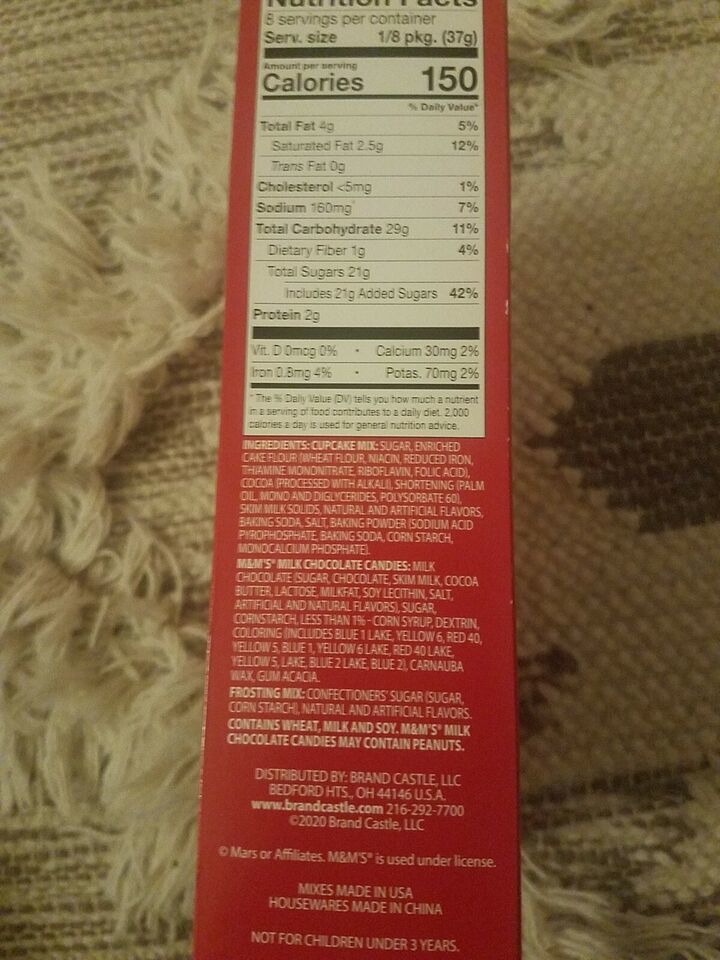 Nutrition Facts
8 servings per container
Serv. size 1/8 pkg. (37g)
Amount per serving
Calories 150
% Daily Value*
Total Fat 4g 5%
Saturated Fat 2.5g 12%
Trans Fat 0g
Cholesterol <5mg 1%
Sodium 160mg 7%
Total Carbohydrate 29g 11%
Dietary Fiber 1g 4%
Total Sugars 21g
Includes 21g Added Sugars 42%
Protein 2g
Vit. D 0mcg 0% • Calcium 30mg 2%
Iron 0.8mg 4% • Potas. 70mg 2%
* The % Daily Value (DV) tells you how much a nutrient
in a serving of food contributes to a daily diet. 2,000
calories a day is used for general nutrition advice.
INGREDIENTS: CUPCAKE MIX: SUGAR, ENRICHED
CAKE FLOUR (WHEAT FLOUR, NIACIN, REDUCED IRON,
THIAMINE MONONITRATE, RIBOFLAVIN, FOLIC ACID),
COCOA (PROCESSED WITH ALKALI), SHORTENING (PALM
OIL, MONO AND DIGLYCERIDES, POLYSORBATE 60),
SKIM MILK SOLIDS, NATURAL AND ARTIFICIAL FLAVORS,
BAKING SODA, SALT, BAKING POWDER (SODIUM ACID
PYROPHOSPHATE, BAKING SODA, CORN STARCH,
MONOCALCIUM PHOSPHATE).
M&M'S® MILK CHOCOLATE CANDIES: MILK
CHOCOLATE (SUGAR, CHOCOLATE, SKIM MILK, COCOA
BUTTER, LACTOSE, MILKFAT, SOY LECITHIN, SALT,
ARTIFICIAL AND NATURAL FLAVORS), SUGAR,
CORNSTARCH, LESS THAN 1% - CORN SYRUP, DEXTRIN,
COLORING (INCLUDES BLUE 1 LAKE, YELLOW 6, RED 40,
YELLOW 5, BLUE 1, YELLOW 6 LAKE, RED 40 LAKE,
YELLOW 5, LAKE, BLUE 2 LAKE, BLUE 2), CARNAUBA
WAX, GUM ACACIA.
FROSTING MIX: CONFECTIONERS' SUGAR (SUGAR,
CORN STARCH), NATURAL AND ARTIFICIAL FLAVORS.
CONTAINS WHEAT, MILK AND SOY. M&M'S® MILK
CHOCOLATE CANDIES MAY CONTAIN PEANUTS.
DISTRIBUTED BY: BRAND CASTLE, LLC
BEDFORD HTS., OH 44146 U.S.A.
www.brandcastle.com 216-292-7700
©2020 Brand Castle, LLC
© Mars or Affiliates. M&M'S® is used under license.
MIXES MADE IN USA
HOUSEWARES MADE IN CHINA
NOT FOR CHILDREN UNDER 3 YEARS.